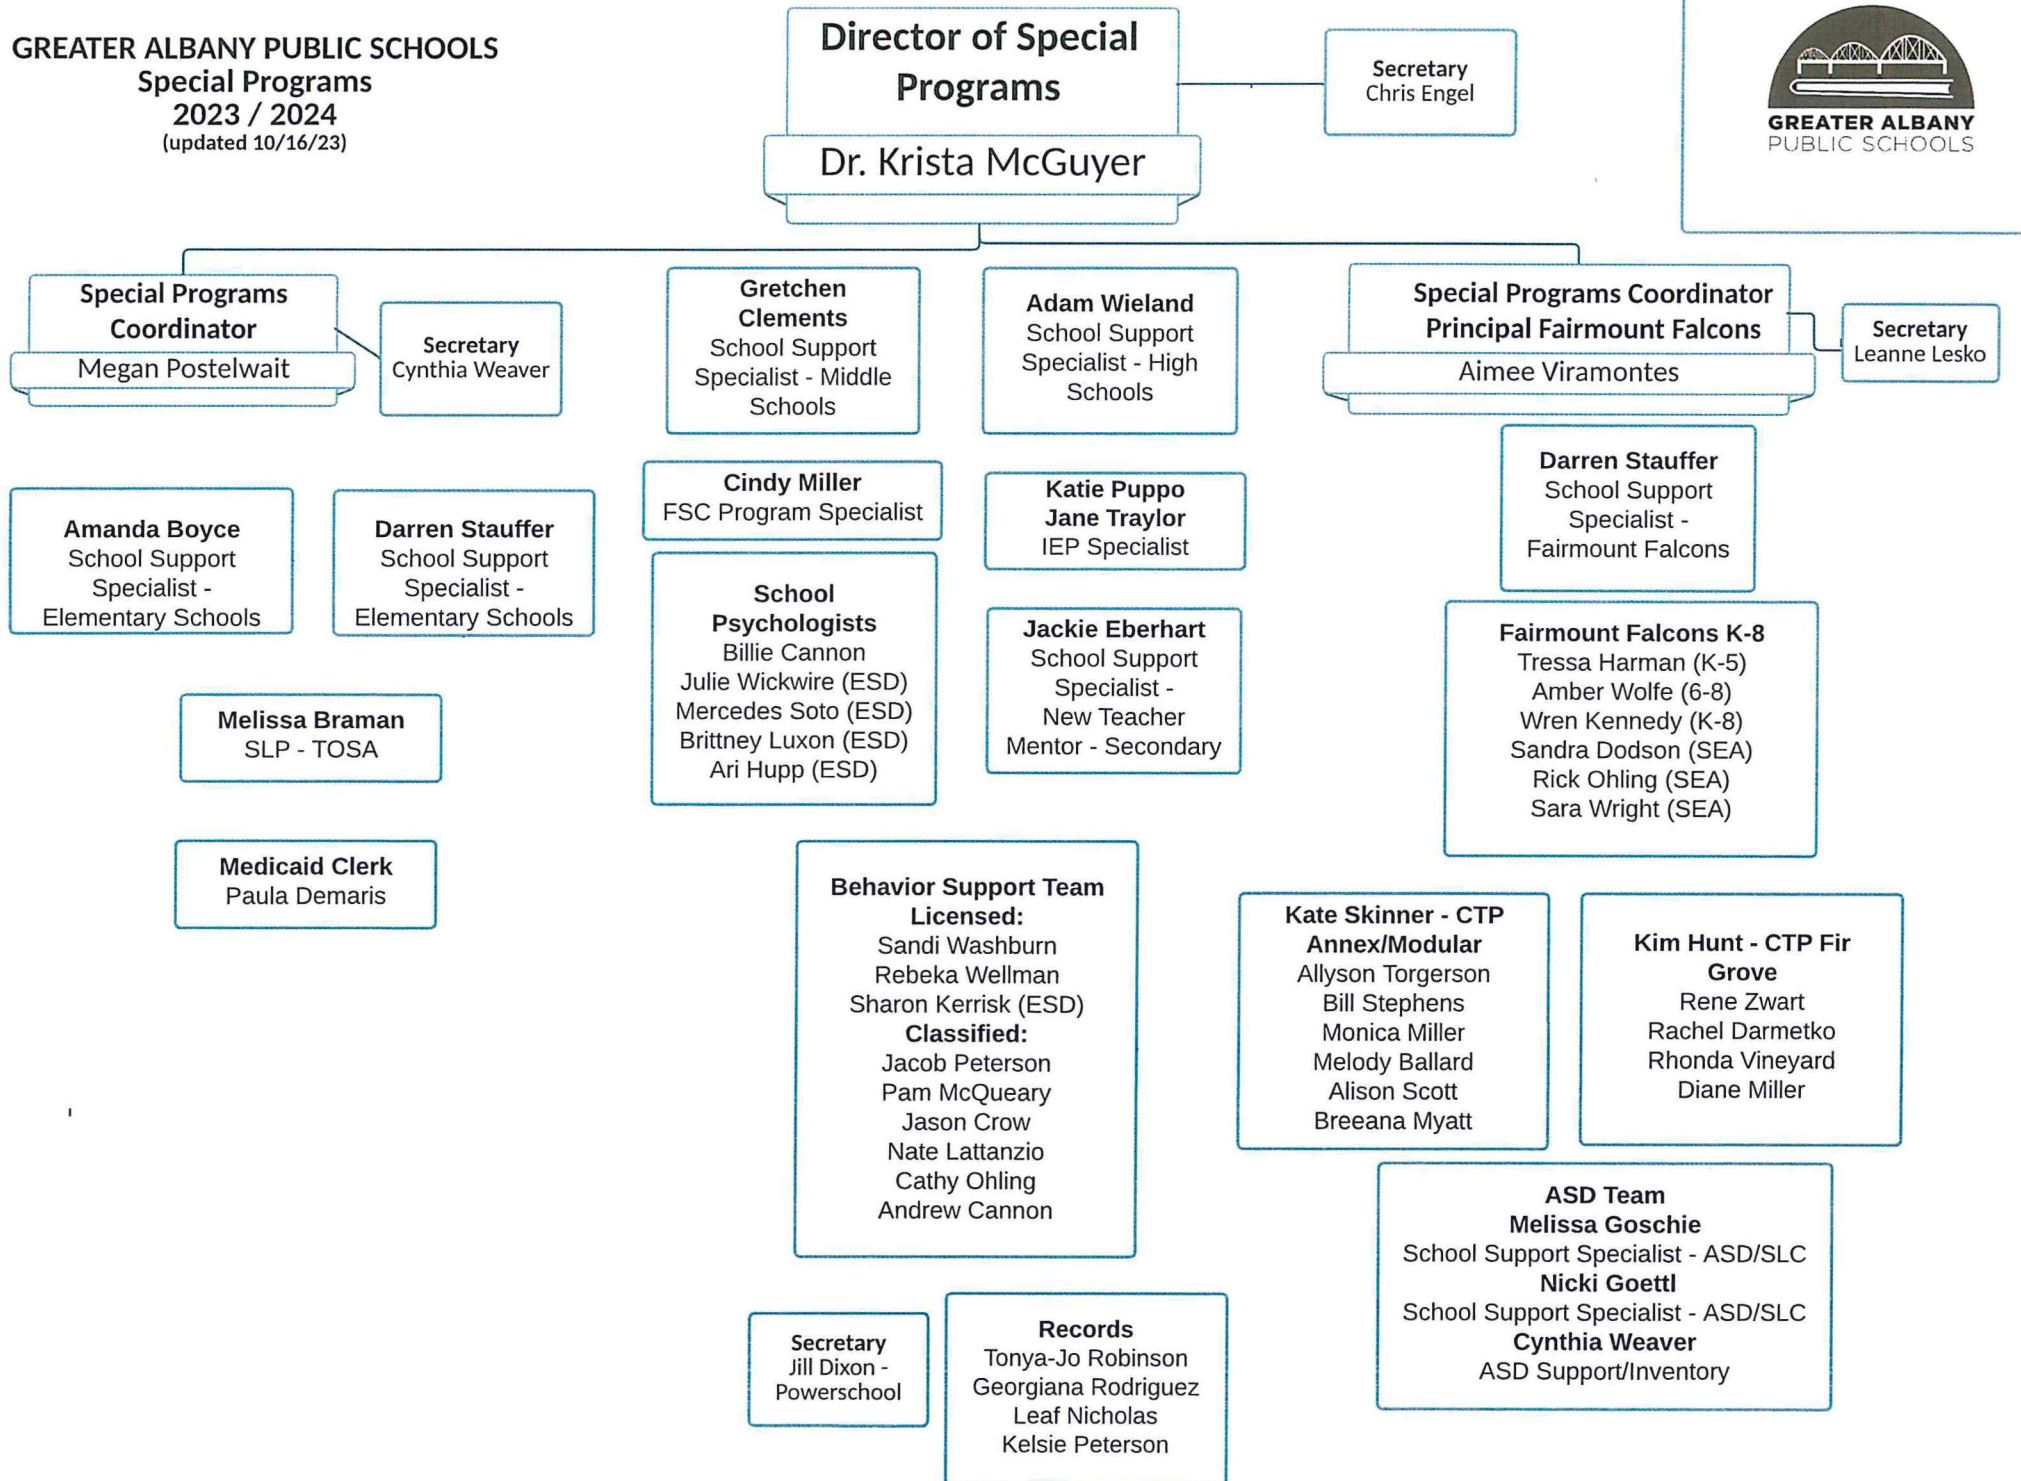 GREATER ALBANY PUBLIC SCHOOLS
Special Programs
2023 / 2024
(updated 10/16/23)
Director of Special
Programs
Dr. Krista McGuyer
Secretary
Chris Engel
GREATER ALBANY
PUBLIC SCHOOLS
Special Programs
Coordinator
Megan Postelwait
Secretary
Cynthia Weaver
Gretchen
Clements
School Support
Specialist - Middle
Schools
Adam Wieland
School Support
Specialist - High
Schools
Special Programs Coordinator
Principal Fairmount Falcons
Aimee Viramontes
Secretary
Leanne Lesko
Amanda Boyce
School Support
Specialist -
Elementary Schools
Darren Stauffer
School Support
Specialist -
Elementary Schools
Cindy Miller
FSC Program Specialist
Katie Puppo
Jane Traylor
IEP Specialist
Darren Stauffer
School Support
Specialist -
Fairmount Falcons
School
Psychologists
Billie Cannon
Julie Wickwire (ESD)
Mercedes Soto (ESD)
Brittney Luxon (ESD)
Ari Hupp (ESD)
Jackie Eberhart
School Support
Specialist -
New Teacher
Mentor - Secondary
Fairmount Falcons K-8
Tressa Harman (K-5)
Amber Wolfe (6-8)
Wren Kennedy (K-8)
Sandra Dodson (SEA)
Rick Ohling (SEA)
Sara Wright (SEA)
Melissa Braman
SLP - TOSA
Medicaid Clerk
Paula Demaris
Behavior Support Team
Licensed:
Sandi Washburn
Rebeka Wellman
Sharon Kerrisk (ESD)
Classified:
Jacob Peterson
Pam McQueary
Jason Crow
Nate Lattanzio
Cathy Ohling
Andrew Cannon
Kate Skinner - CTP
Annex/Modular
Allyson Torgerson
Bill Stephens
Monica Miller
Melody Ballard
Alison Scott
Breeana Myatt
Kim Hunt - CTP Fir
Grove
Rene Zwart
Rachel Darmetko
Rhonda Vineyard
Diane Miller
ASD Team
Melissa Goschie
School Support Specialist - ASD/SLC
Nicki Goettl
School Support Specialist - ASD/SLC
Cynthia Weaver
ASD Support/Inventory
Secretary
Jill Dixon -
Powerschool
Records
Tonya-Jo Robinson
Georgiana Rodriguez
Leaf Nicholas
Kelsie Peterson